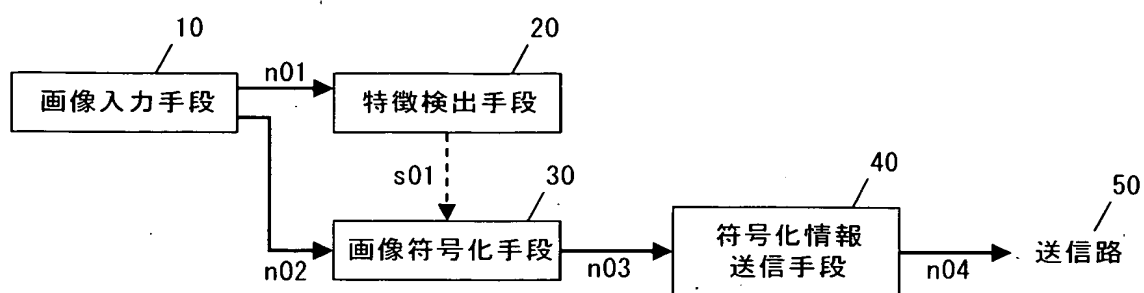 10
20
n01
画像入力手段
特徴検出手段
s01
30
40
50
n02
画像符号化手段
n03
符号化情報
送信手段
n04
送信路